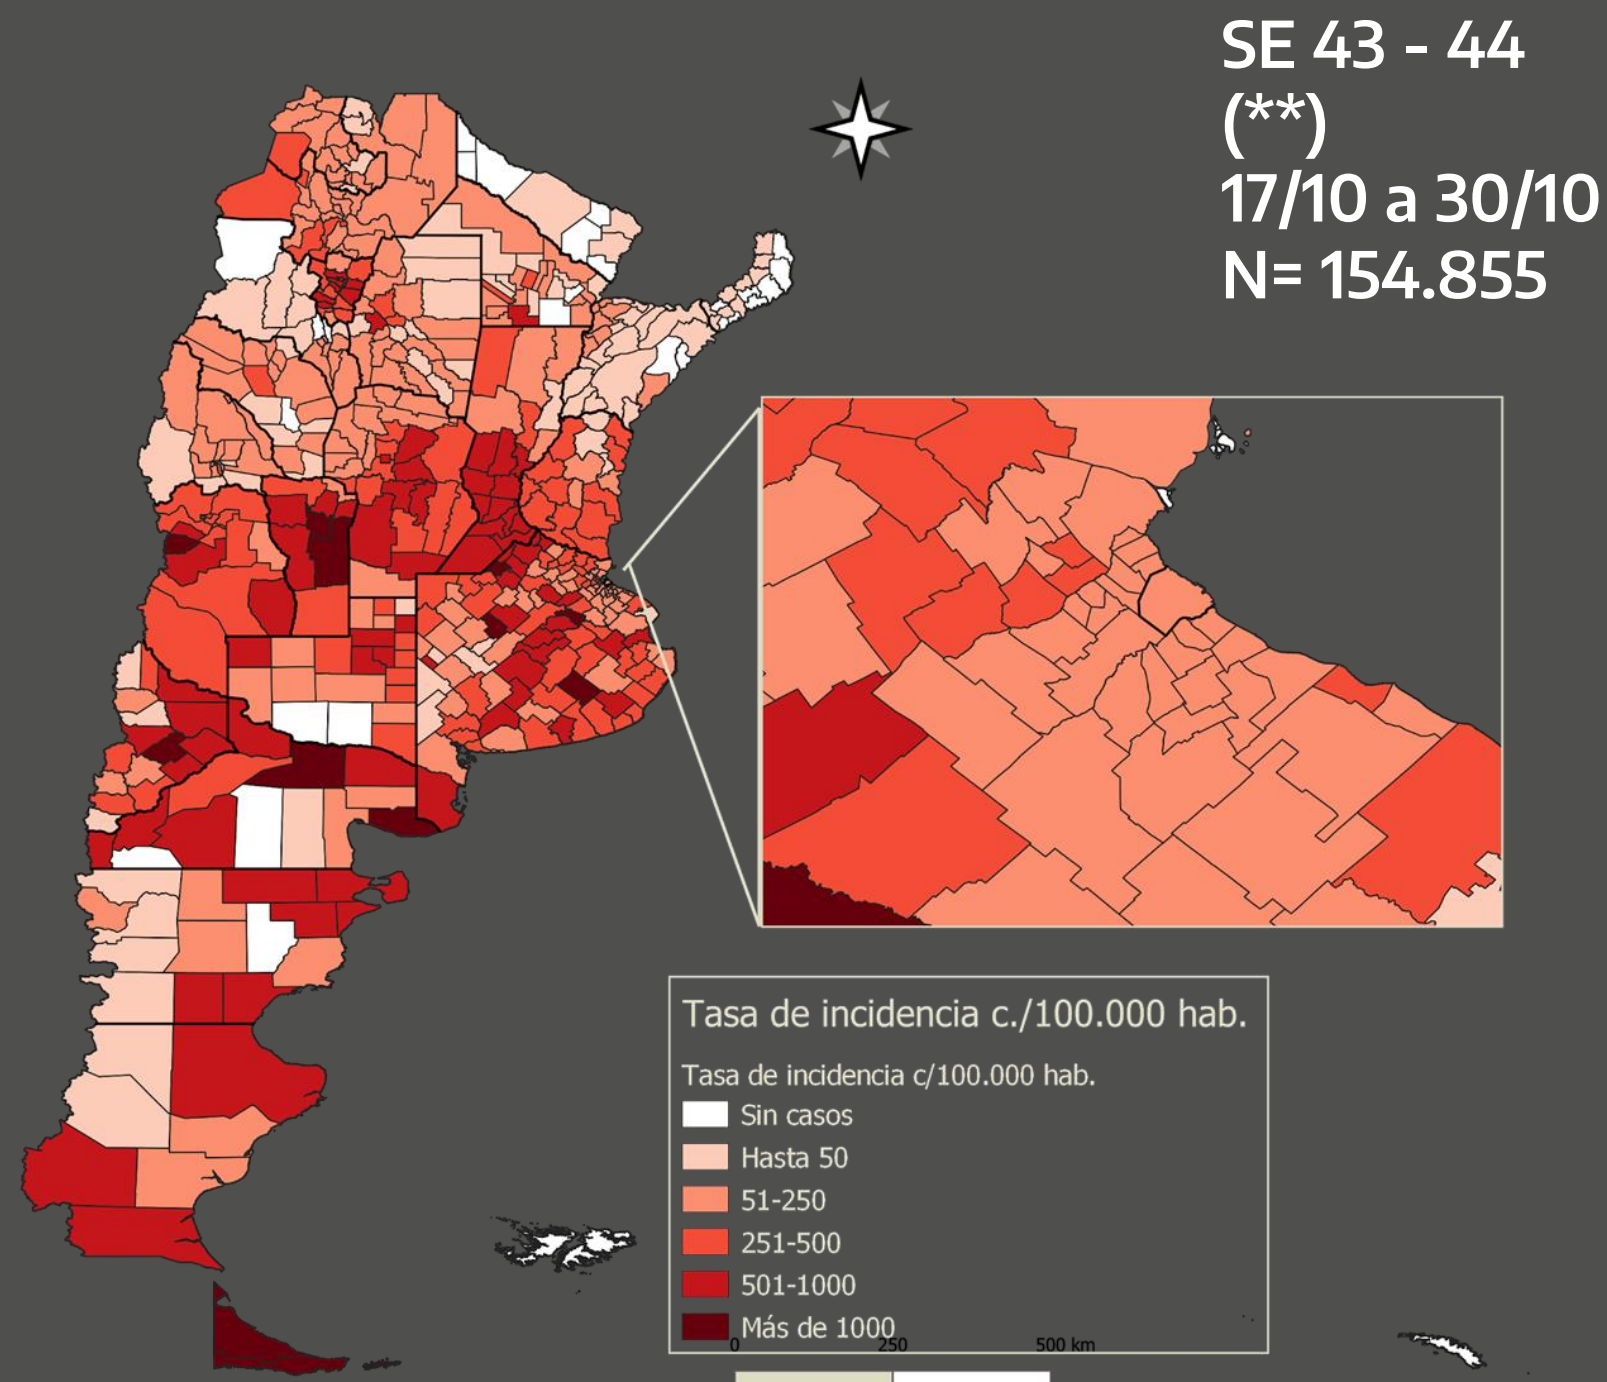 SE 43 - 44
(**)
17/10 a 30/10
N= 154.855
Tasa de incidencia c./100.000 hab.
Tasa de incidencia c/100.000 hab.
Sin casos
Hasta 50
51-250
251-500
501-1000
Más de 1000
0 250 500 km